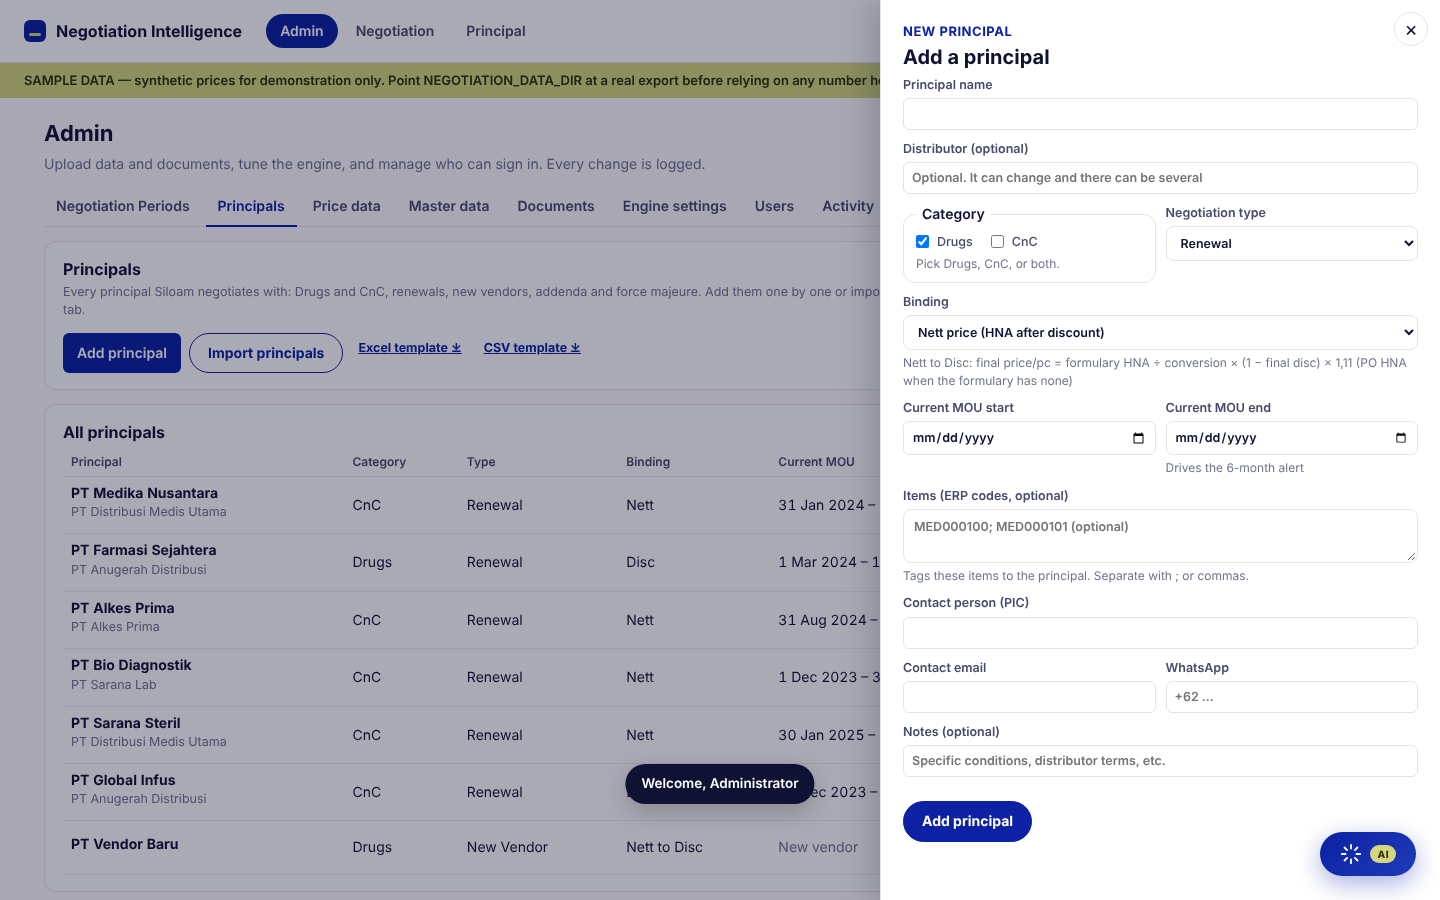 Negotiation Intelligence
Admin
Negotiation
Principal
SAMPLE DATA — synthetic prices for demonstration only. Point NEGOTIATION_DATA_DIR at a real export before relying on any number
Admin
Upload data and documents, tune the engine, and manage who can sign in. Every change is logged.
Negotiation Periods
Principals
Price data
Master data
Documents
Engine settings
Users
Activity
Principals
Every principal Siloam negotiates with: Drugs and CnC, renewals, new vendors, addenda and force majeure. Add them one by one or
tab.
Add principal
Import principals
Excel template ⤓
CSV template ⤓
All principals
Principal Category Type Binding Current MOU
PT Medika Nusantara
PT Distribusi Medis Utama
CnC Renewal Nett 31 Jan 2024 –
PT Farmasi Sejahtera
PT Anugerah Distribusi
Drugs Renewal Disc 1 Mar 2024 – 1
PT Alkes Prima
PT Alkes Prima
CnC Renewal Nett 31 Aug 2024 –
PT Bio Diagnostik
PT Sarana Lab
CnC Renewal Nett 1 Dec 2023 – 3
PT Sarana Steril
PT Distribusi Medis Utama
CnC Renewal Nett 30 Jan 2025 –
PT Global Infus
PT Anugerah Distribusi
CnC Renewal ec 2023 –
PT Vendor Baru
Drugs New Vendor Nett to Disc New vendor
Welcome, Administrator
NEW PRINCIPAL
Add a principal
Principal name
Distributor (optional)
Optional. It can change and there can be several
Category
Drugs CnC
Pick Drugs, CnC, or both.
Negotiation type
Renewal
Binding
Nett price (HNA after discount)
Nett to Disc: final price/pc = formulary HNA ÷ conversion × (1 − final disc) × 1,11 (PO HNA
when the formulary has none)
Current MOU start
mm/dd/yyyy
Current MOU end
mm/dd/yyyy
Drives the 6-month alert
Items (ERP codes, optional)
MED000100; MED000101 (optional)
Tags these items to the principal. Separate with ; or commas.
Contact person (PIC)
Contact email
WhatsApp
+62 ...
Notes (optional)
Specific conditions, distributor terms, etc.
Add principal
AI